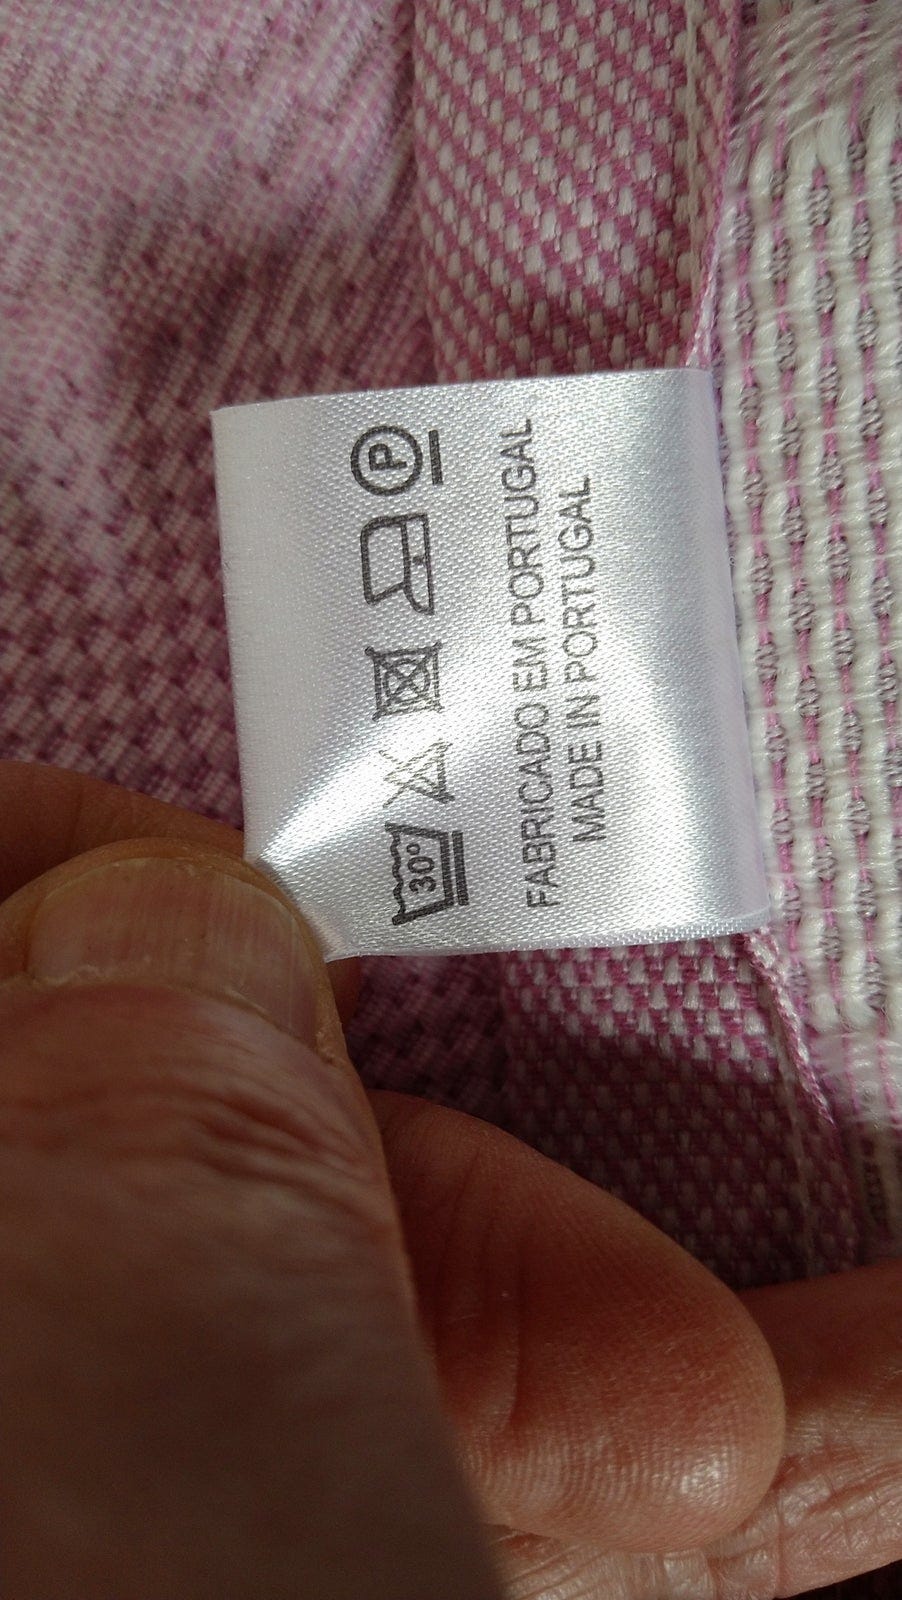 30°
P
FABRICADO EM PORTUGAL
MADE IN PORTUGAL